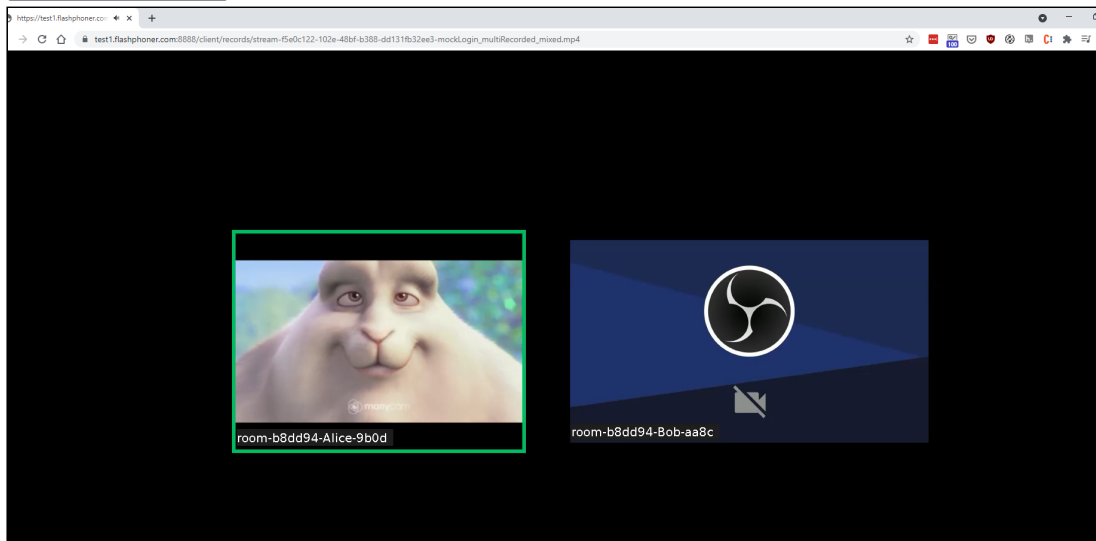 https://test1.flashphoner.com
test1.flashphoner.com:8888/client/records/stream-f5e0c122-102e-48bf-b388-dd131fb32ee3-mockLogin_multiRecorded_mixed.mp4
100
room-b8dd94-Alice-9b0d
room-b8dd94-Bob-aa8c